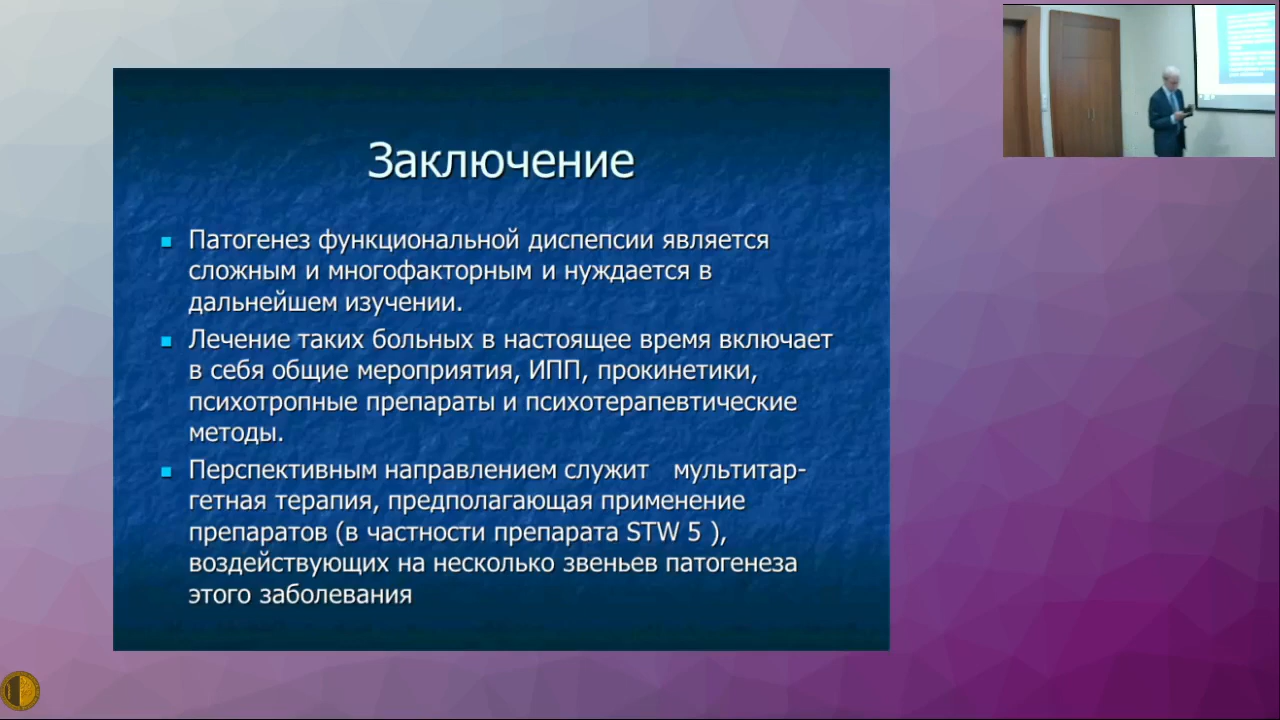 Заключение
Патогенез функциональной диспепсии является
сложным и многофакторным и нуждается в
дальнейшем изучении.
Лечение таких больных в настоящее время включает
в себя общие мероприятия, ИПП, прокинетики,
психотропные препараты и психотерапевтические
методы.
Перспективным направлением служит мультитар-
гетная терапия, предполагающая применение
препаратов (в частности препарата STW 5 ),
воздействующих на несколько звеньев патогенеза
этого заболевания